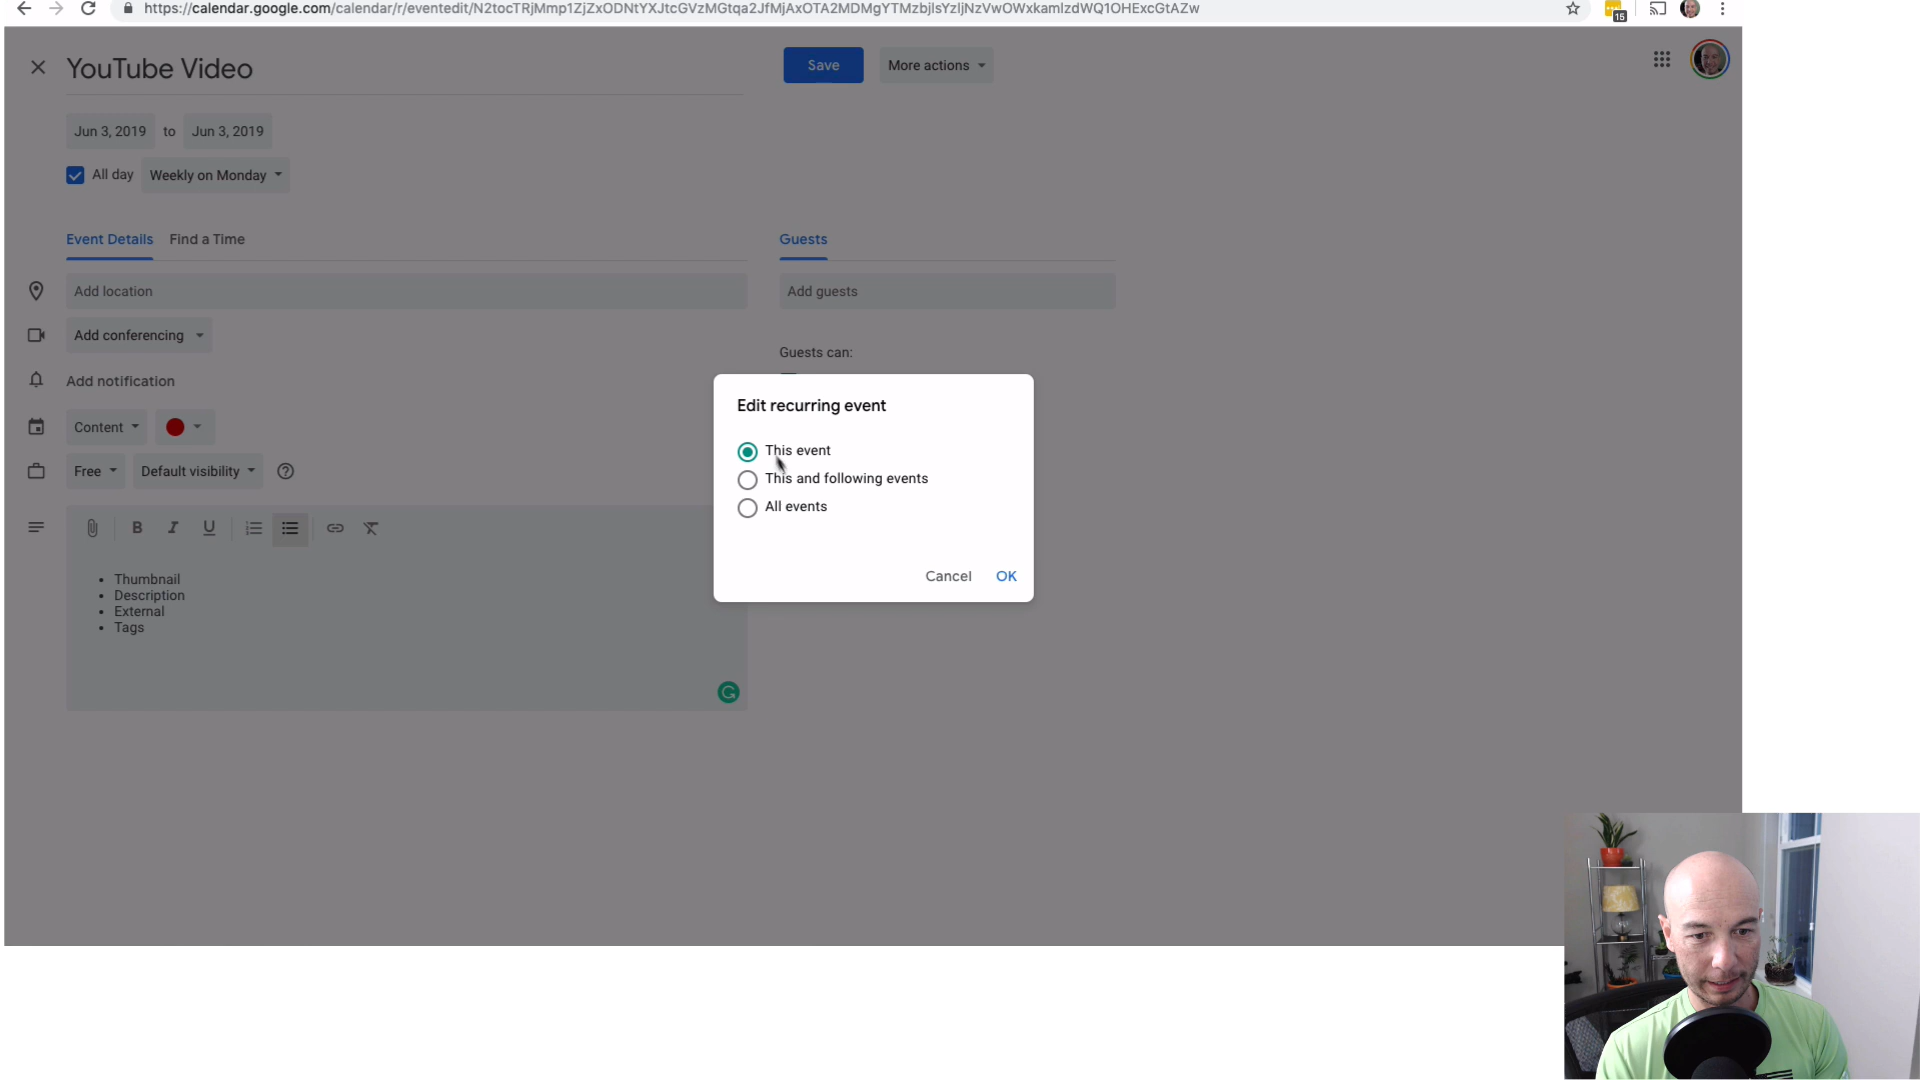 https://calendar.google.com/calendar/r/eventedit/N2tocTRjMmp1ZjZxODNtYXJtcGVzMGtqa2JfMjAxOTA2MDMgYTMzbjlsYzljNzVwOWxkamlzdWQ1OHExcGtAZw
15
YouTube Video
Save
More actions
Jun 3, 2019 to Jun 3, 2019
All day
Weekly on Monday
Event Details
Find a Time
Guests
Add location
Add guests
Add conferencing
Guests can:
Add notification
Content
Free
Default visibility
Edit recurring event
This event
This and following events
All events
Cancel
OK
B I U
Thumbnail
Description
External
Tags